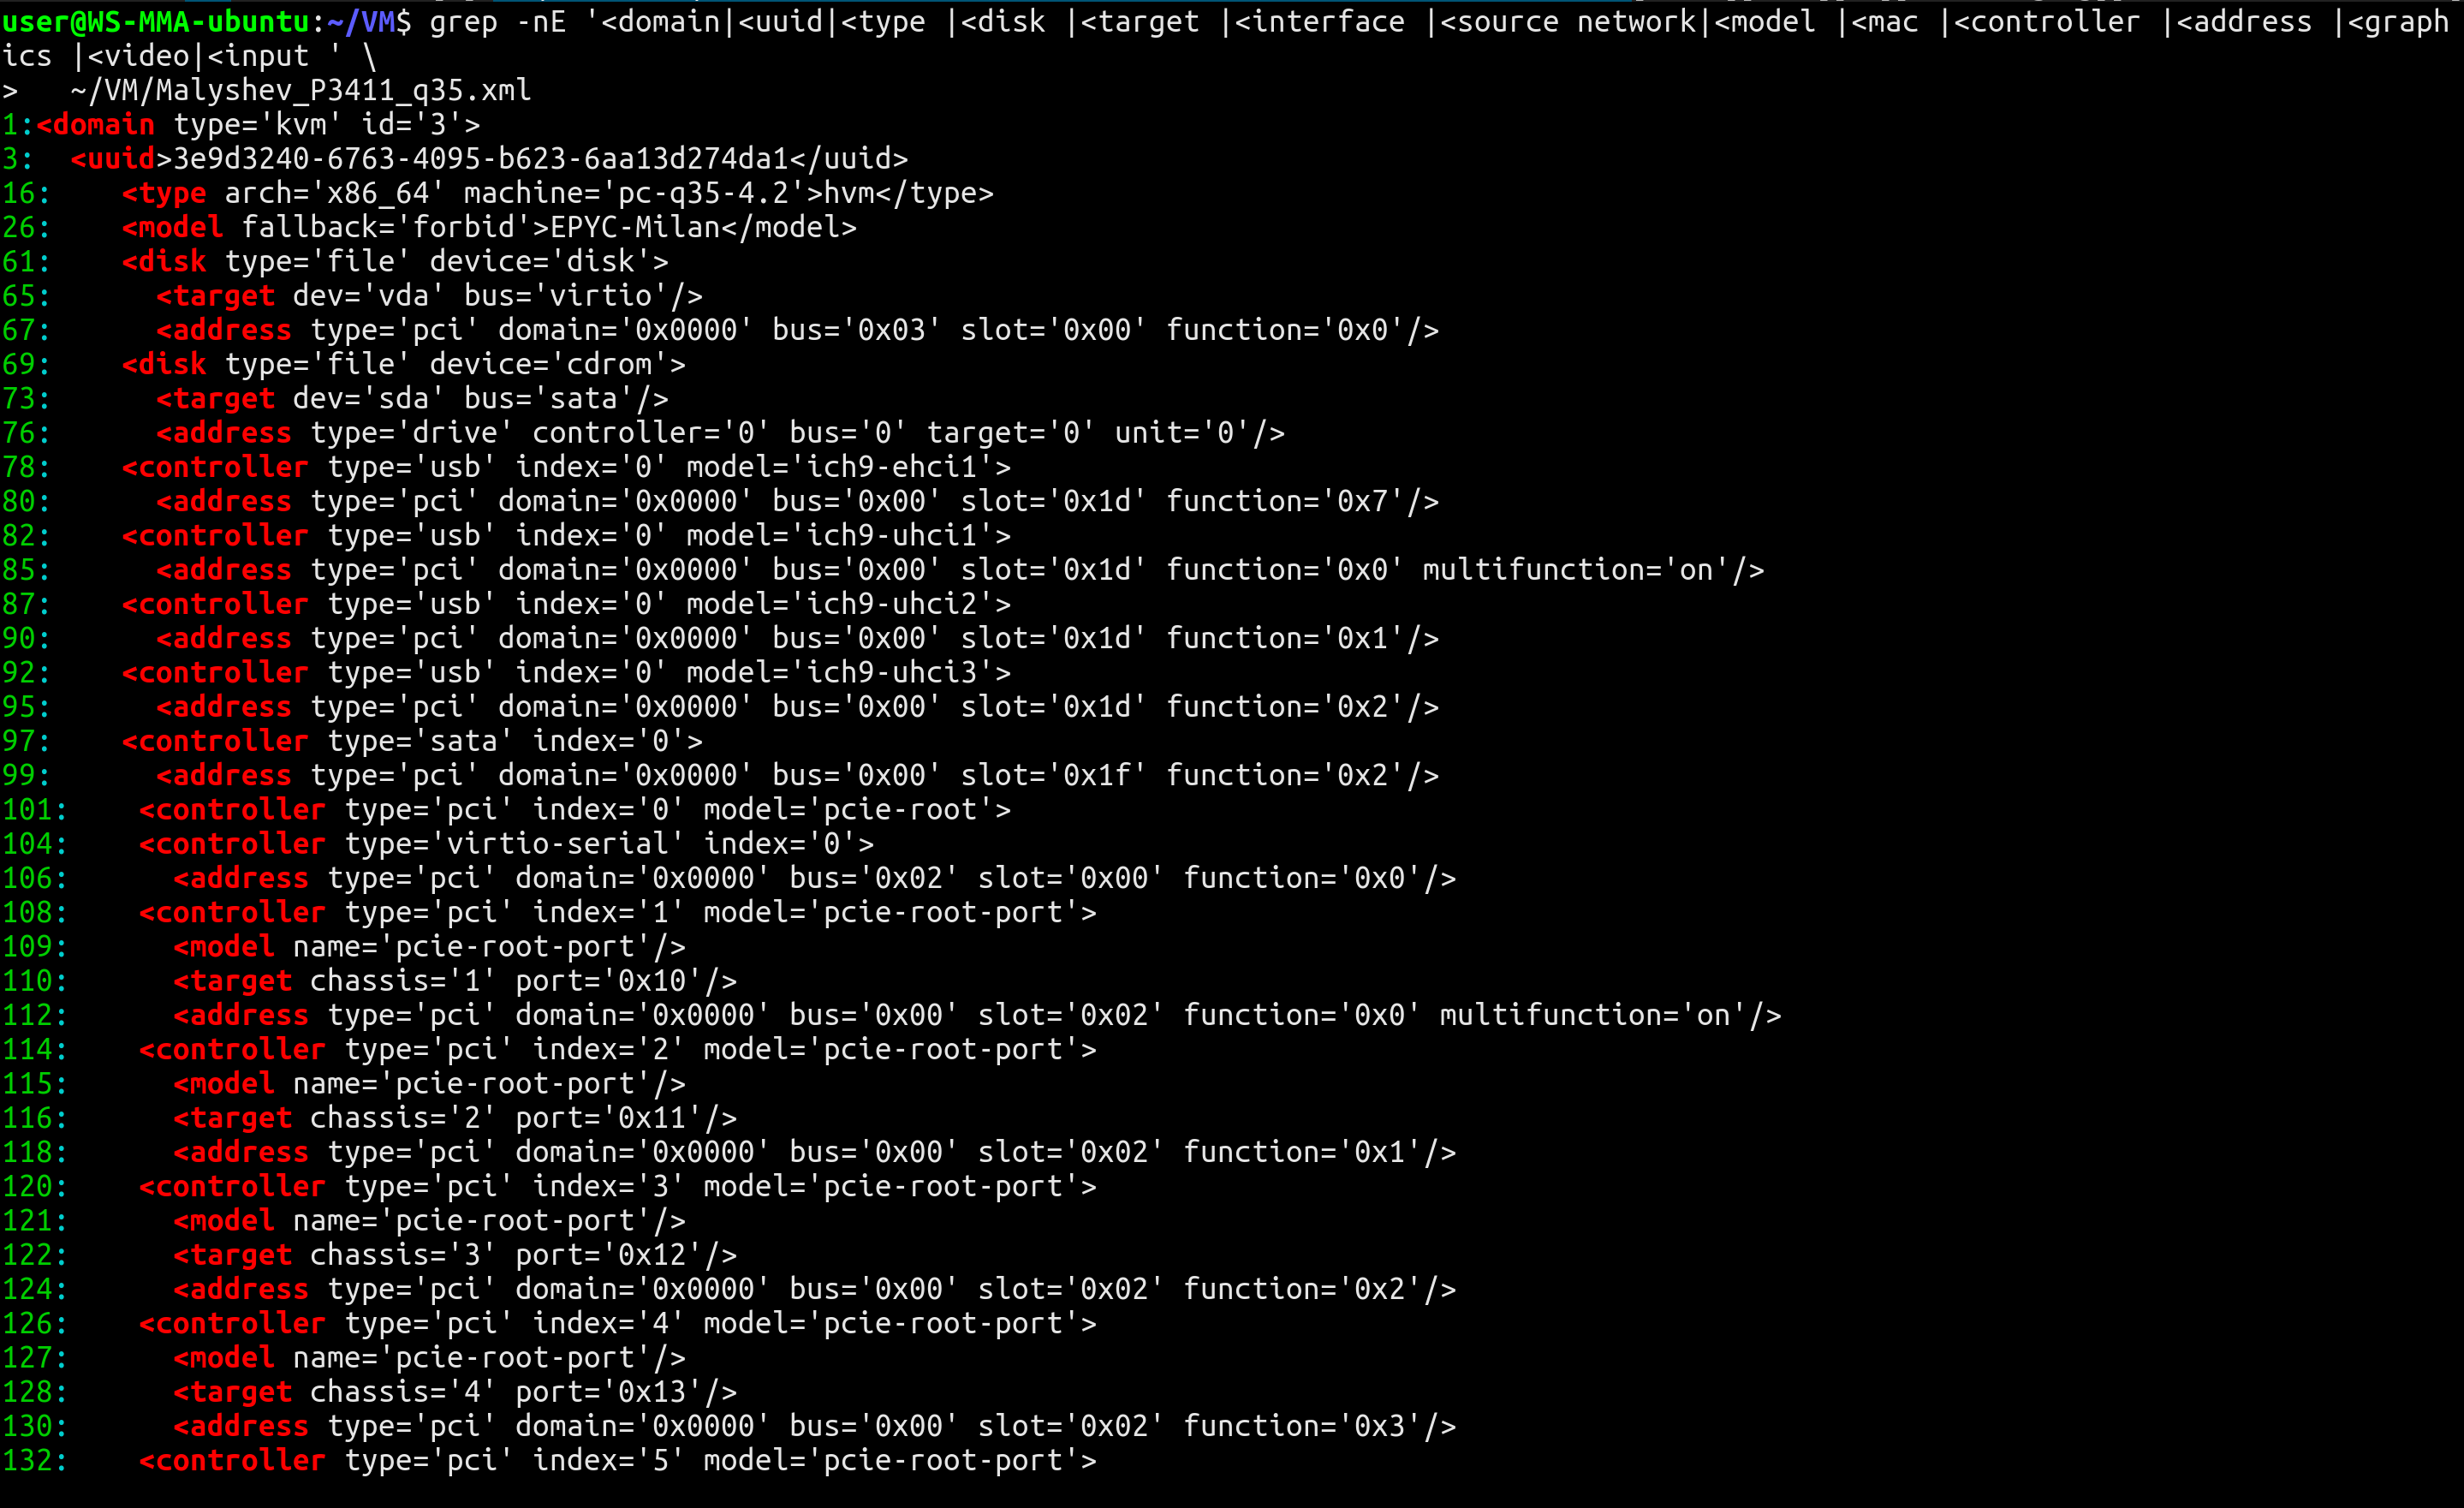 user@WS-MMA-ubuntu:~/VM$ grep -nE '<domain|<uuid|<type |<disk |<target |<interface |<source network|<model |<mac |<controller |<address |<graph
ics |<video|<input ' \
>   ~/VM/Malyshev_P3411_q35.xml
1:<domain type='kvm' id='3'>
3:  <uuid>3e9d3240-6763-4095-b623-6aa13d274da1</uuid>
16:    <type arch='x86_64' machine='pc-q35-4.2'>hvm</type>
26:    <model fallback='forbid'>EPYC-Milan</model>
61:    <disk type='file' device='disk'>
65:      <target dev='vda' bus='virtio'/>
67:      <address type='pci' domain='0x0000' bus='0x03' slot='0x00' function='0x0'/>
69:    <disk type='file' device='cdrom'>
73:      <target dev='sda' bus='sata'/>
76:      <address type='drive' controller='0' bus='0' target='0' unit='0'/>
78:    <controller type='usb' index='0' model='ich9-ehci1'>
80:      <address type='pci' domain='0x0000' bus='0x00' slot='0x1d' function='0x7'/>
82:    <controller type='usb' index='0' model='ich9-uhci1'>
85:      <address type='pci' domain='0x0000' bus='0x00' slot='0x1d' function='0x0' multifunction='on'/>
87:    <controller type='usb' index='0' model='ich9-uhci2'>
90:      <address type='pci' domain='0x0000' bus='0x00' slot='0x1d' function='0x1'/>
92:    <controller type='usb' index='0' model='ich9-uhci3'>
95:      <address type='pci' domain='0x0000' bus='0x00' slot='0x1d' function='0x2'/>
97:    <controller type='sata' index='0'>
99:      <address type='pci' domain='0x0000' bus='0x00' slot='0x1f' function='0x2'/>
101:    <controller type='pci' index='0' model='pcie-root'>
104:    <controller type='virtio-serial' index='0'>
106:      <address type='pci' domain='0x0000' bus='0x02' slot='0x00' function='0x0'/>
108:    <controller type='pci' index='1' model='pcie-root-port'>
109:      <model name='pcie-root-port'/>
110:      <target chassis='1' port='0x10'/>
112:      <address type='pci' domain='0x0000' bus='0x00' slot='0x02' function='0x0' multifunction='on'/>
114:    <controller type='pci' index='2' model='pcie-root-port'>
115:      <model name='pcie-root-port'/>
116:      <target chassis='2' port='0x11'/>
118:      <address type='pci' domain='0x0000' bus='0x00' slot='0x02' function='0x1'/>
120:    <controller type='pci' index='3' model='pcie-root-port'>
121:      <model name='pcie-root-port'/>
122:      <target chassis='3' port='0x12'/>
124:      <address type='pci' domain='0x0000' bus='0x00' slot='0x02' function='0x2'/>
126:    <controller type='pci' index='4' model='pcie-root-port'>
127:      <model name='pcie-root-port'/>
128:      <target chassis='4' port='0x13'/>
130:      <address type='pci' domain='0x0000' bus='0x00' slot='0x02' function='0x3'/>
132:    <controller type='pci' index='5' model='pcie-root-port'>